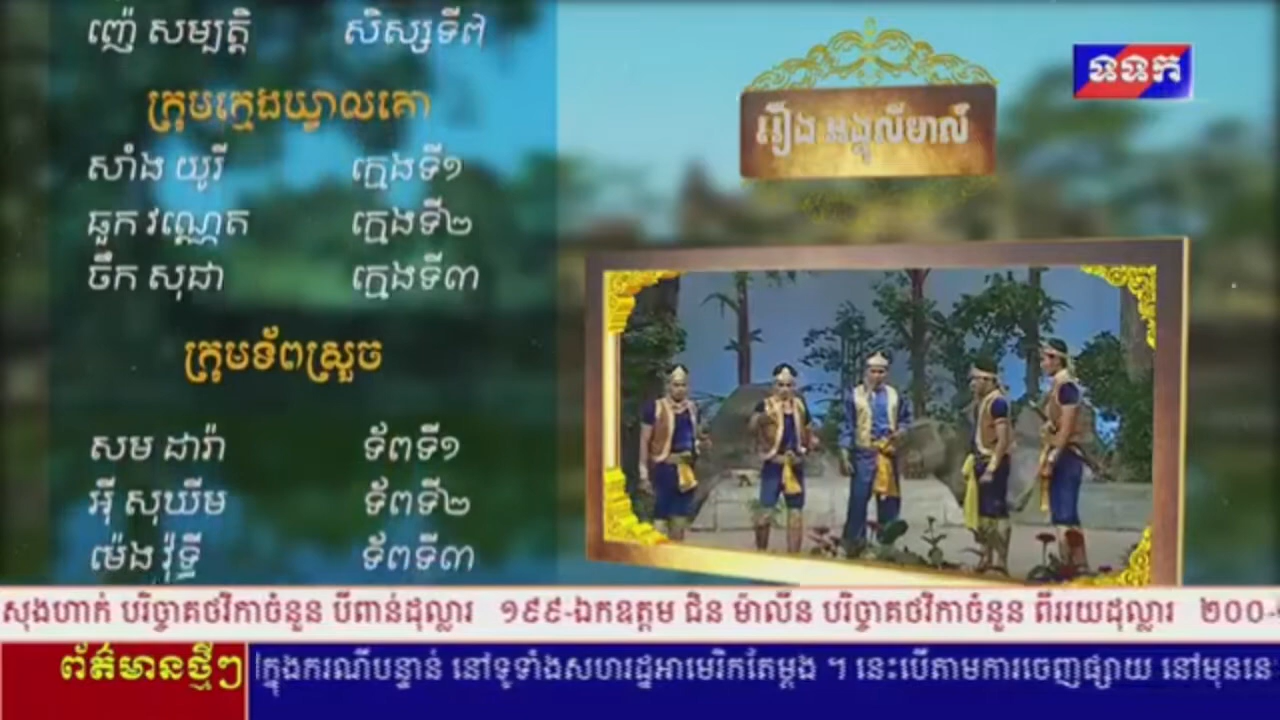 ញ៉េ សម្បត្តិ សិស្សទី៧
ក្រុមក្មេងឃ្វាលគោ
សាំង យូរី ក្មេងទី១
ឆួក វណ្ណេត ក្មេងទី២
ចឹក សុជា ក្មេងទី៣
ក្រុមទ័ពស្រួច
សម ដារ៉ា ទ័ពទី១
អ៊ី សុឃីម ទ័ពទី២
ម៉េង វ៉ុទ្ធី ទ័ពទី៣
ទទក
រឿង អង្គុលីមាល៍
សុងហាក់ បរិច្ចាគថវិកាចំនួន បីពាន់ដុល្លារ ១៩៩-ឯកឧត្តម ជិន ម៉ាលីន បរិច្ចាគថវិកាចំនួន ពីររយដុល្លារ ២០០-
ព័ត៌មានថ្មីៗ ក្នុងករណីបន្ទាន់ នៅទូទាំងសហរដ្ឋអាមេរិកតែម្តង ។ នេះបើតាមការចេញផ្សាយ នៅមុននេ